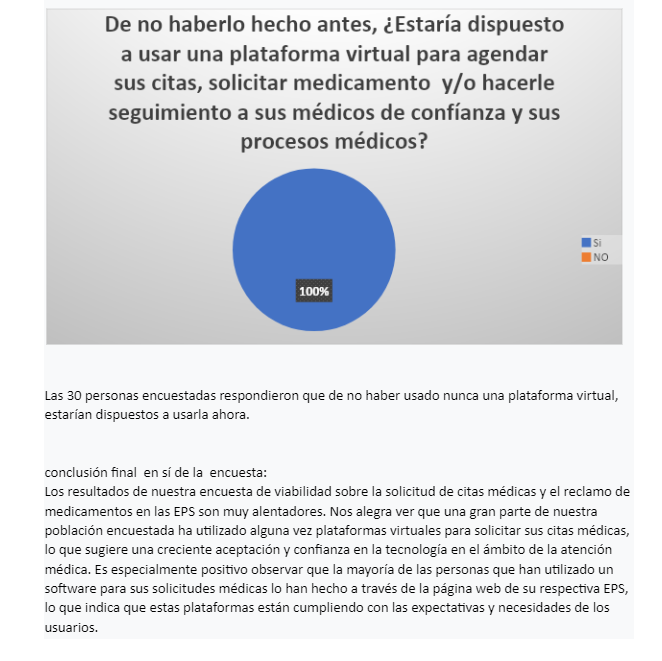 De no haberlo hecho antes, ¿Estaría dispuesto
a usar una plataforma virtual para agendar
sus citas, solicitar medicamento y/o hacerle
seguimiento a sus médicos de confíanza y sus
procesos médicos?
Si
NO
100%
Las 30 personas encuestadas respondieron que de no haber usado nunca una plataforma virtual,
estarían dispuestos a usarla ahora.
conclusión final en sí de la encuesta:
Los resultados de nuestra encuesta de viabilidad sobre la solicitud de citas médicas y el reclamo de
medicamentos en las EPS son muy alentadores. Nos alegra ver que una gran parte de nuestra
población encuestada ha utilizado alguna vez plataformas virtuales para solicitar sus citas médicas,
lo que sugiere una creciente aceptación y confianza en la tecnología en el ámbito de la atención
médica. Es especialmente positivo observar que la mayoría de las personas que han utilizado un
software para sus solicitudes médicas lo han hecho a través de la página web de su respectiva EPS,
lo que indica que estas plataformas están cumpliendo con las expectativas y necesidades de los
usuarios.